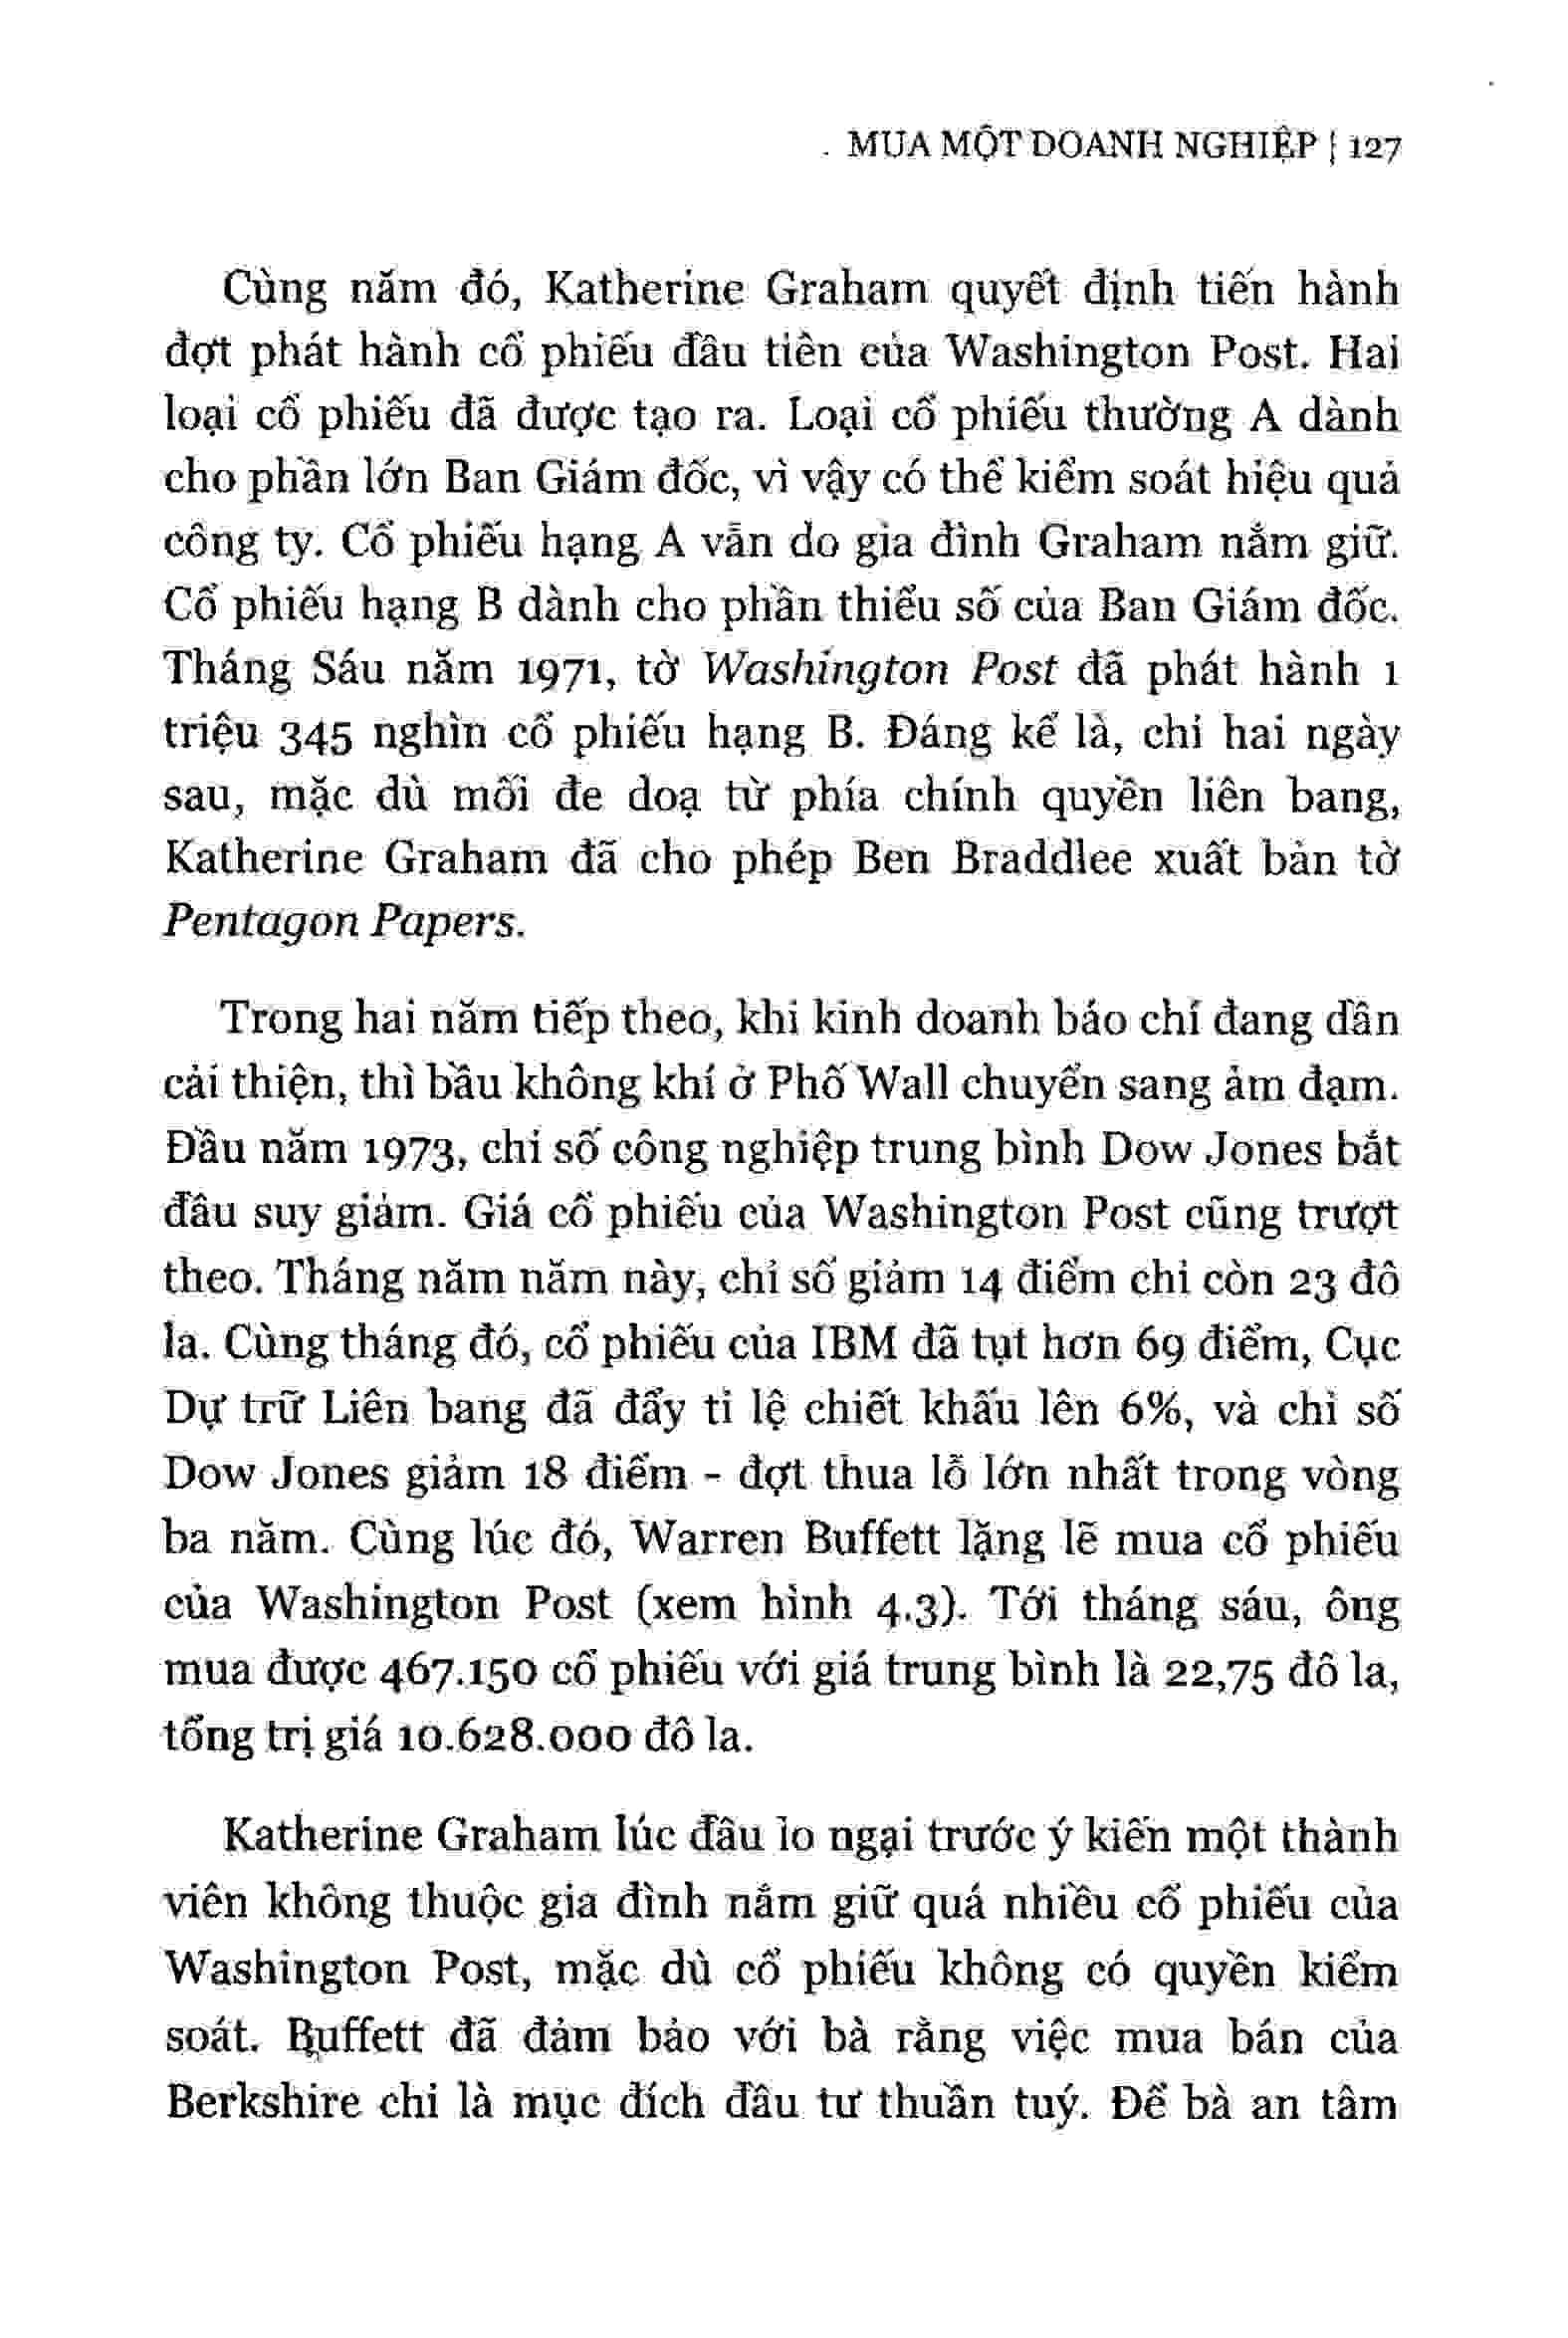 MUA MỘT DOANH NGHIỆP | 127
Cùng năm đó, Katherine Graham quyết định tiến hành
đợt phát hành cổ phiếu đầu tiên của Washington Post. Hai
loại cổ phiếu đã được tạo ra. Loại cổ phiếu thường A dành
cho phần lớn Ban Giám đốc, vì vậy có thể kiểm soát hiệu quả
công ty. Cổ phiếu hạng A vẫn do gia đình Graham nắm giữ.
Cổ phiếu hạng B dành cho phần thiểu số của Ban Giám đốc.
Tháng Sáu năm 1971, tờ Washington Post đã phát hành 1
triệu 345 nghìn cổ phiếu hạng B. Đáng kể là, chỉ hai ngày
sau, mặc dù mối đe doạ từ phía chính quyền liên bang,
Katherine Graham đã cho phép Ben Braddlee xuất bản tờ
Pentagon Papers.
Trong hai năm tiếp theo, khi kinh doanh báo chí đang dần
cải thiện, thì bầu không khí ở Phố Wall chuyển sang ảm đạm.
Đầu năm 1973, chỉ số công nghiệp trung bình Dow Jones bắt
đầu suy giảm. Giá cổ phiếu của Washington Post cũng trượt
theo. Tháng năm năm này, chỉ số giảm 14 điểm chỉ còn 23 đô
la. Cùng tháng đó, cổ phiếu của IBM đã tụt hơn 69 điểm, Cục
Dự trữ Liên bang đã đẩy tỉ lệ chiết khấu lên 6%, và chỉ số
Dow Jones giảm 18 điểm - đợt thua lỗ lớn nhất trong vòng
ba năm. Cùng lúc đó, Warren Buffett lặng lẽ mua cổ phiếu
của Washington Post (xem hình 4.3). Tới tháng sáu, ông
mua được 467.150 cổ phiếu với giá trung bình là 22,75 đô la,
tổng trị giá 10.628.000 đô la.
Katherine Graham lúc đầu lo ngại trước ý kiến một thành
viên không thuộc gia đình nắm giữ quá nhiều cổ phiếu của
Washington Post, mặc dù cổ phiếu không có quyền kiểm
soát. Buffett đã đảm bảo với bà rằng việc mua bán của
Berkshire chỉ là mục đích đầu tư thuần tuý. Để bà an tâm